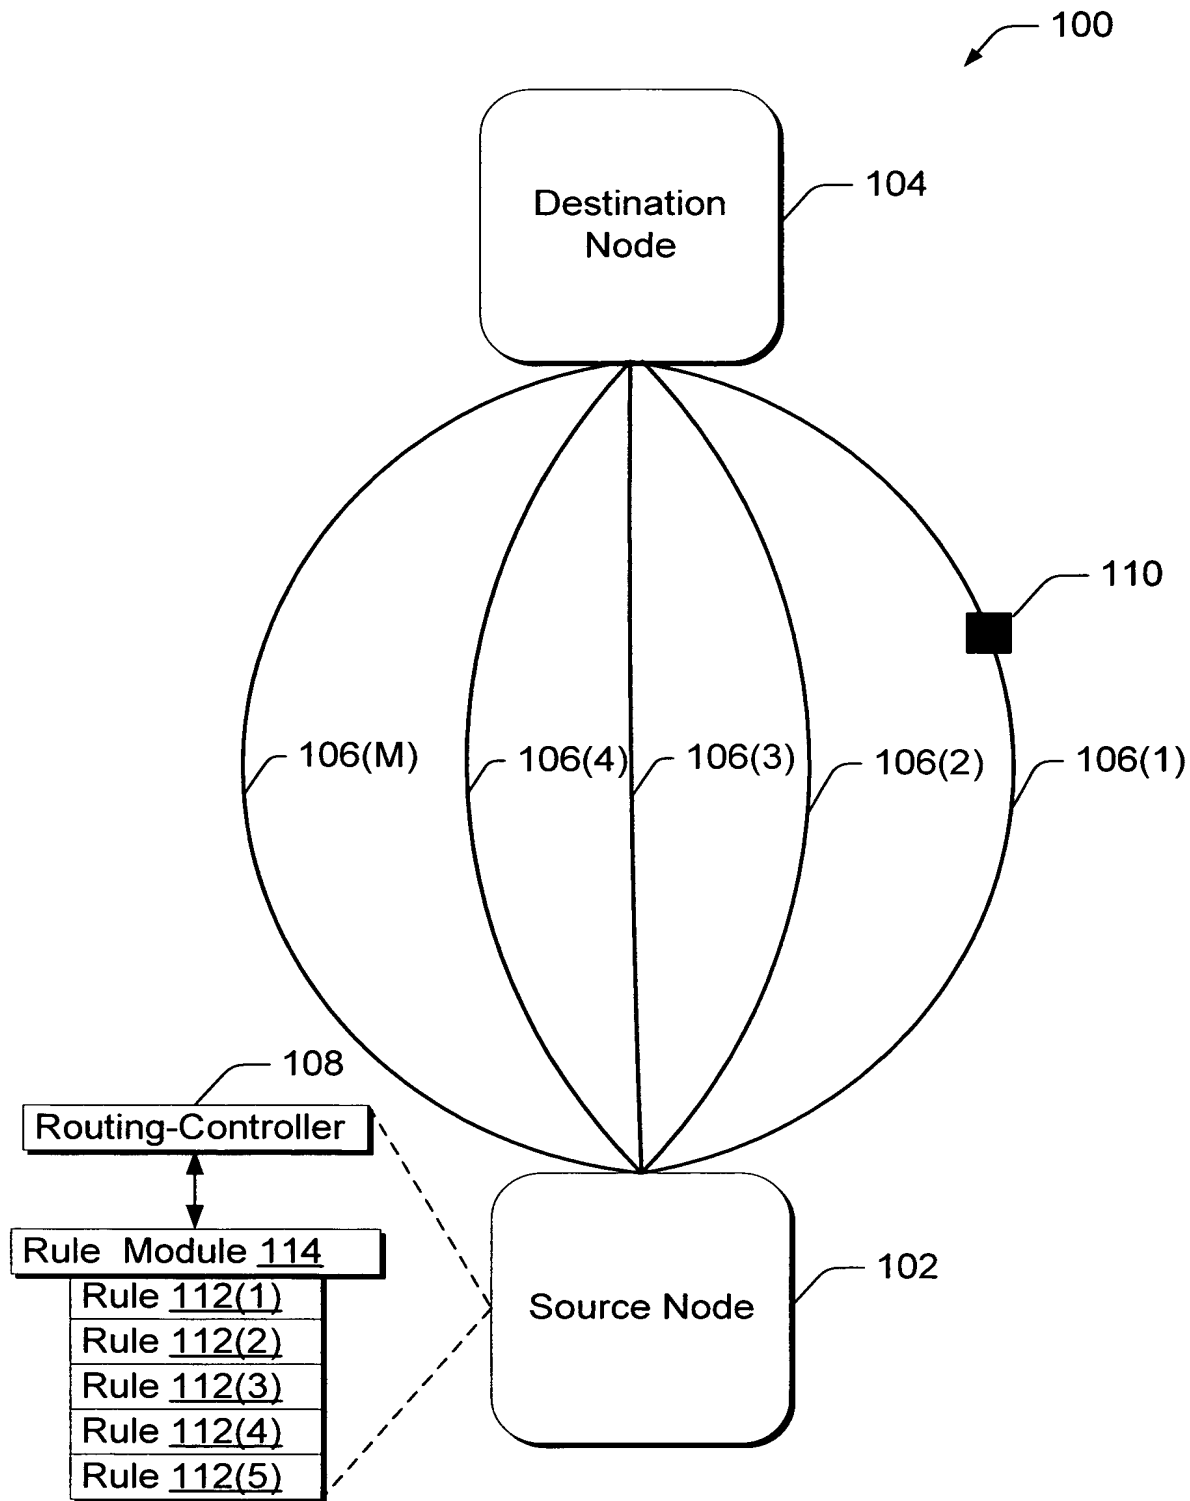 100
104
Destination
Node
110
106(M)
106(4)
106(3)
106(2)
106(1)
108
Routing-Controller
Rule Module 114
Rule 112(1)
Rule 112(2)
Rule 112(3)
Rule 112(4)
Rule 112(5)
102
Source Node